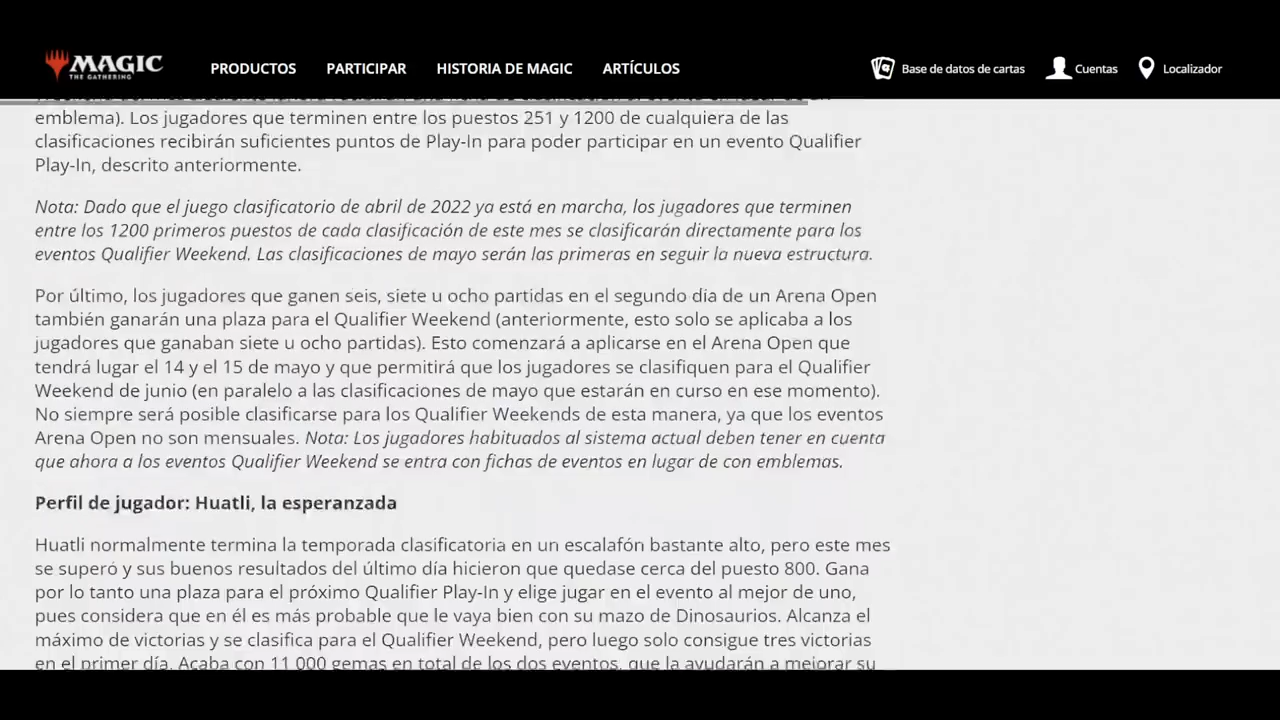 MAGIC
THE GATHERING
PRODUCTOS PARTICIPAR HISTORIA DE MAGIC ARTÍCULOS Base de datos de cartas Cuentas Localizador
emblema). Los jugadores que terminen entre los puestos 251 y 1200 de cualquiera de las
clasificaciones recibirán suficientes puntos de Play-In para poder participar en un evento Qualifier
Play-In, descrito anteriormente.
Nota: Dado que el juego clasificatorio de abril de 2022 ya está en marcha, los jugadores que terminen
entre los 1200 primeros puestos de cada clasificación de este mes se clasificarán directamente para los
eventos Qualifier Weekend. Las clasificaciones de mayo serán las primeras en seguir la nueva estructura.
Por último, los jugadores que ganen seis, siete u ocho partidas en el segundo día de un Arena Open
también ganarán una plaza para el Qualifier Weekend (anteriormente, esto solo se aplicaba a los
jugadores que ganaban siete u ocho partidas). Esto comenzará a aplicarse en el Arena Open que
tendrá lugar el 14 y el 15 de mayo y que permitirá que los jugadores se clasifiquen para el Qualifier
Weekend de junio (en paralelo a las clasificaciones de mayo que estarán en curso en ese momento).
No siempre será posible clasificarse para los Qualifier Weekends de esta manera, ya que los eventos
Arena Open no son mensuales. Nota: Los jugadores habituados al sistema actual deben tener en cuenta
que ahora a los eventos Qualifier Weekend se entra con fichas de eventos en lugar de con emblemas.
Perfil de jugador: Huatli, la esperanzada
Huatli normalmente termina la temporada clasificatoria en un escalafón bastante alto, pero este mes
se superó y sus buenos resultados del último día hicieron que quedase cerca del puesto 800. Gana
por lo tanto una plaza para el próximo Qualifier Play-In y elige jugar en el evento al mejor de uno,
pues considera que en él es más probable que le vaya bien con su mazo de Dinosaurios. Alcanza el
máximo de victorias y se clasifica para el Qualifier Weekend, pero luego solo consigue tres victorias
en el primer día. Acaba con 11 000 gemas en total de los dos eventos, que la ayudarán a mejorar su